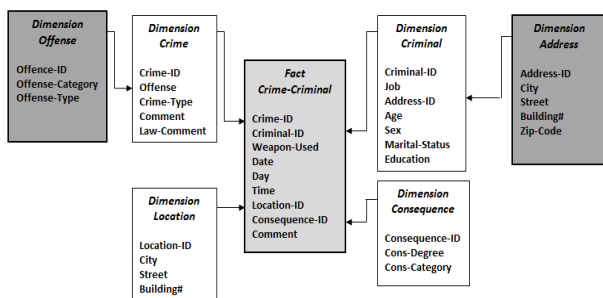 Dimension
Offense
Offence-ID
Offense-Category
Offense-Type
Dimension
Crime
Crime-ID
Offense
Crime-Type
Comment
Law-Comment
Fact
Crime-Criminal
Crime-ID
Criminal-ID
Weapon-Used
Date
Day
Time
Location-ID
Consequence-ID
Comment
Dimension
Criminal
Criminal-ID
Job
Address-ID
Age
Sex
Marital-Status
Education
Dimension
Address
Address-ID
City
Street
Building#
Zip-Code
Dimension
Location
Location-ID
City
Street
Building#
Dimension
Consequence
Consequence-ID
Cons-Degree
Cons-Category